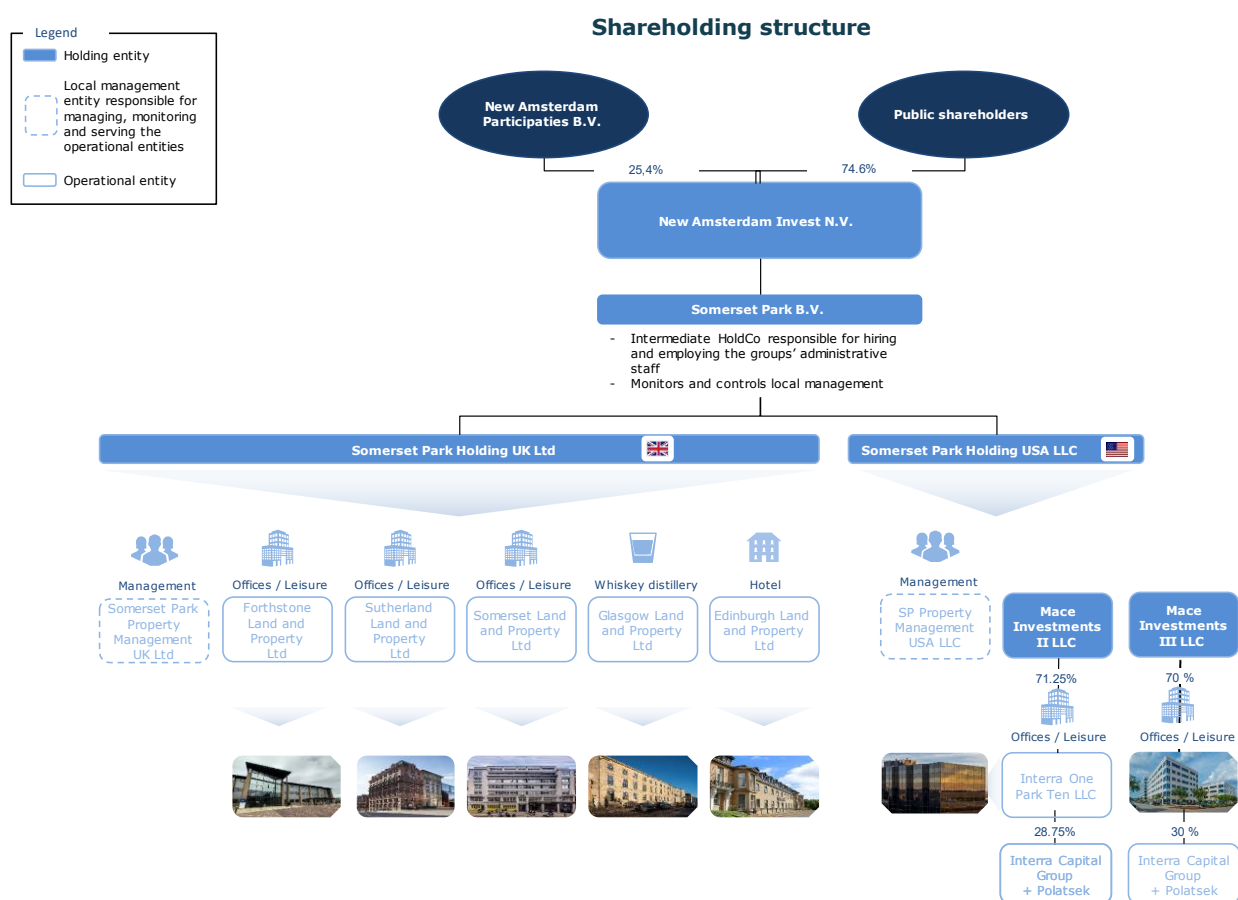 Shareholding structure
Legend
Holding entity
Local management
entity responsible for
managing, monitoring
and serving the
operational entities
Operational entity
New Amsterdam
Participaties B.V.
Public shareholders
25,4%
74.6%
New Amsterdam Invest N.V.
Somerset Park B.V.
- Intermediate HoldCo responsible for hiring
and employing the groups’ administrative
staff
- Monitors and controls local management
Somerset Park Holding UK Ltd
Somerset Park Holding USA LLC
Management
Somerset Park
Property
Management
UK Ltd
Offices / Leisure
Forthstone
Land and
Property
Ltd
Offices / Leisure
Sutherland
Land and
Property
Ltd
Offices / Leisure
Somerset Land
and Property
Ltd
Whiskey distillery
Glasgow Land
and Property
Ltd
Hotel
Edinburgh Land
and Property
Ltd
Management
SP Property
Management
USA LLC
Mace
Investments
II LLC
71.25%
Offices / Leisure
Interra One
Park Ten LLC
28.75%
Interra Capital
Group
+ Polatsek
Mace
Investments
III LLC
70 %
Offices / Leisure
30 %
Interra Capital
Group
+ Polatsek